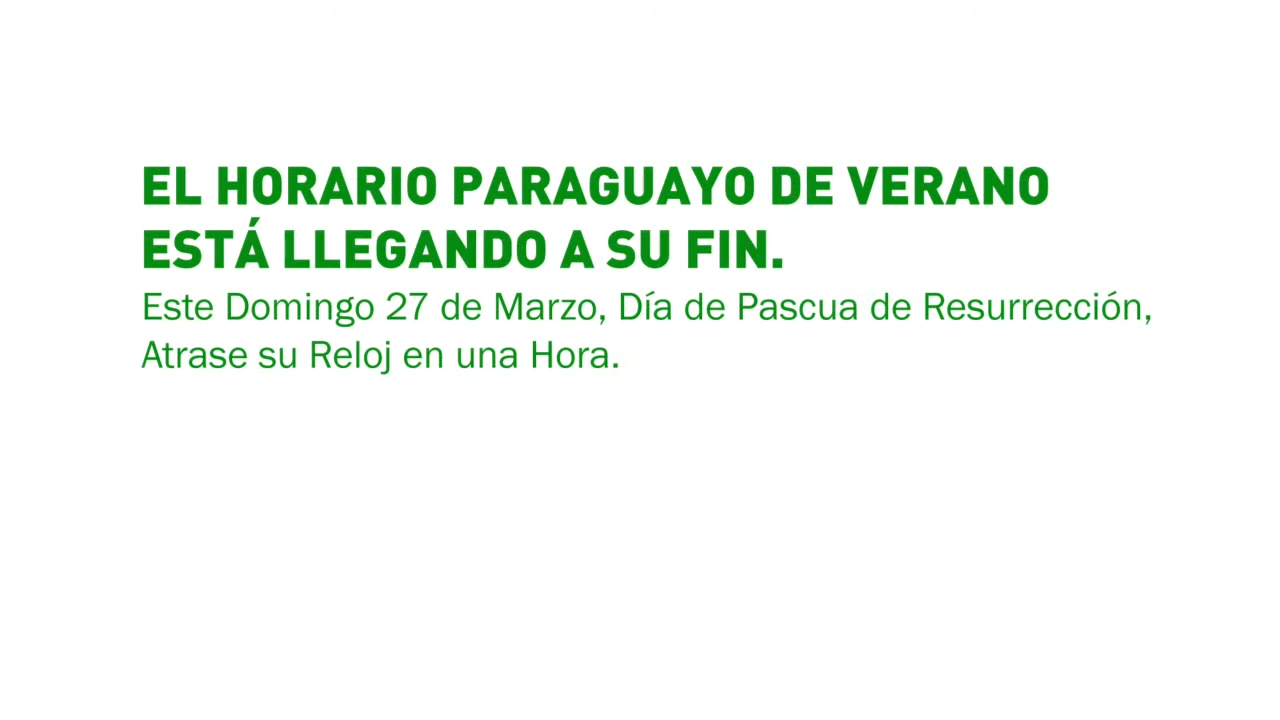 EL HORARIO PARAGUAYO DE VERANO
ESTÁ LLEGANDO A SU FIN.
Este Domingo 27 de Marzo, Día de Pascua de Resurrección,
Atrase su Reloj en una Hora.